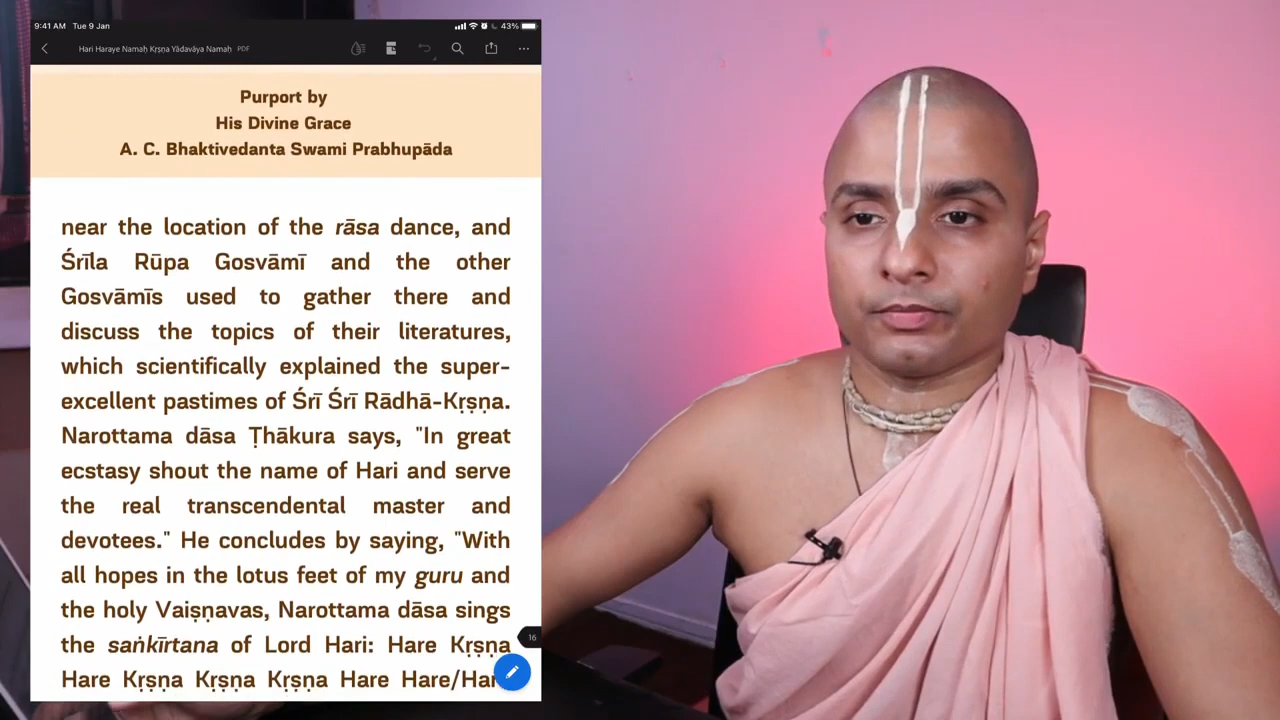 9:41 AM Tue 9 Jan
43%
Hari Haraye Namaḥ Kṛṣṇa Yādavāya Namaḥ PDF
Purport by
His Divine Grace
A. C. Bhaktivedanta Swami Prabhupāda
near the location of the rāsa dance, and
Śrīla Rūpa Gosvāmī and the other
Gosvāmīs used to gather there and
discuss the topics of their literatures,
which scientifically explained the super-
excellent pastimes of Śrī Śrī Rādhā-Kṛṣṇa.
Narottama dāsa Ṭhākura says, "In great
ecstasy shout the name of Hari and serve
the real transcendental master and
devotees." He concludes by saying, "With
all hopes in the lotus feet of my guru and
the holy Vaiṣṇavas, Narottama dāsa sings
the saṅkīrtana of Lord Hari: Hare Kṛṣṇa
16
Hare Kṛṣṇa Kṛṣṇa Kṛṣṇa Hare Hare/Har